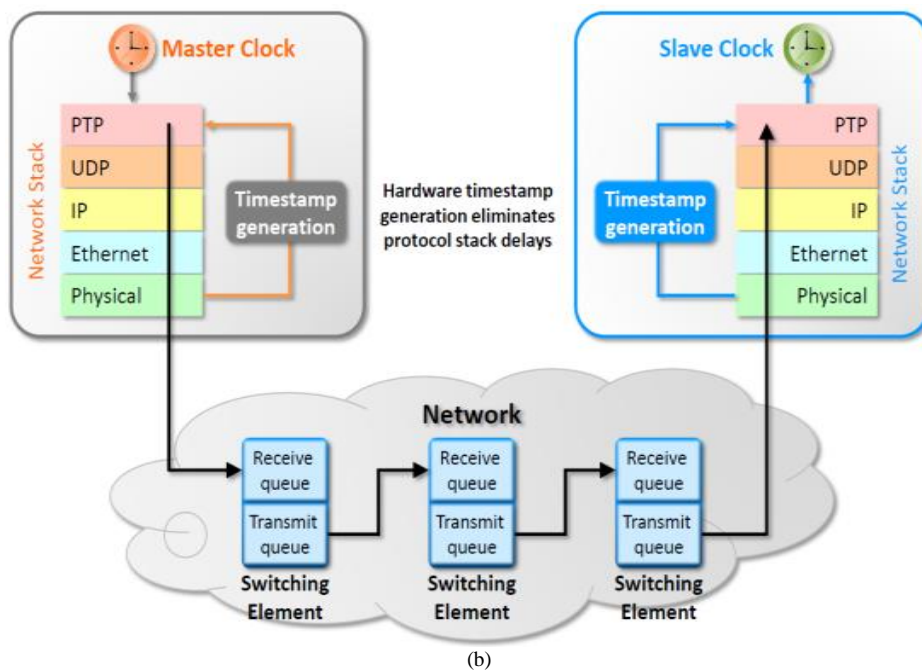 Master Clock
Network Stack
PTP
UDP
IP
Ethernet
Physical
Timestamp
generation
Hardware timestamp
generation eliminates
protocol stack delays
Slave Clock
Timestamp
generation
PTP
UDP
IP
Ethernet
Physical
Network Stack
Network
Receive
queue
Transmit
queue
Switching
Element
Receive
queue
Transmit
queue
Switching
Element
Receive
queue
Transmit
queue
Switching
Element
(b)